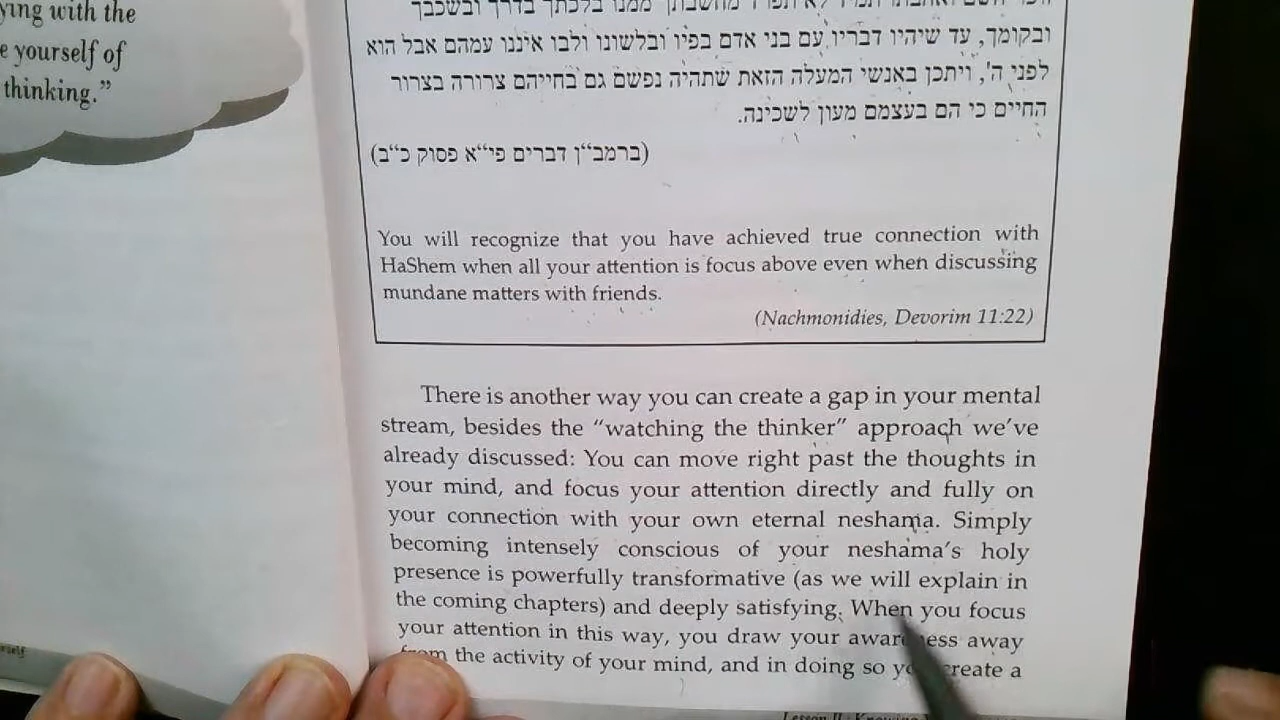 ying with the
e yourself of
thinking.”
ממנו בלכתך בדרך ובשכבך
ובקומך, עד שיהיו דבריו עם בני אדם בפיו ובלשונו ולבו איננו עמהם אבל הוא
לפני ה', ויתכן באנשי המעלה הזאת שתהיה נפשם גם בחייהם צרורה בצרור
החיים כי הם בעצמם מעון לשכינה.
(ברמב“ן דברים פי“א פסוק כ“ב)
You will recognize that you have achieved true connection with
HaShem when all your attention is focus above even when discussing
mundane matters with friends.
(Nachmonidies, Devorim 11:22)
There is another way you can create a gap in your mental
stream, besides the “watching the thinker” approach we’ve
already discussed: You can move right past the thoughts in
your mind, and focus your attention directly and fully on
your connection with your own eternal neshama. Simply
becoming intensely conscious of your neshama’s holy
presence is powerfully transformative (as we will explain in
the coming chapters) and deeply satisfying. When you focus
your attention in this way, you draw your awareness away
from the activity of your mind, and in doing so you create a